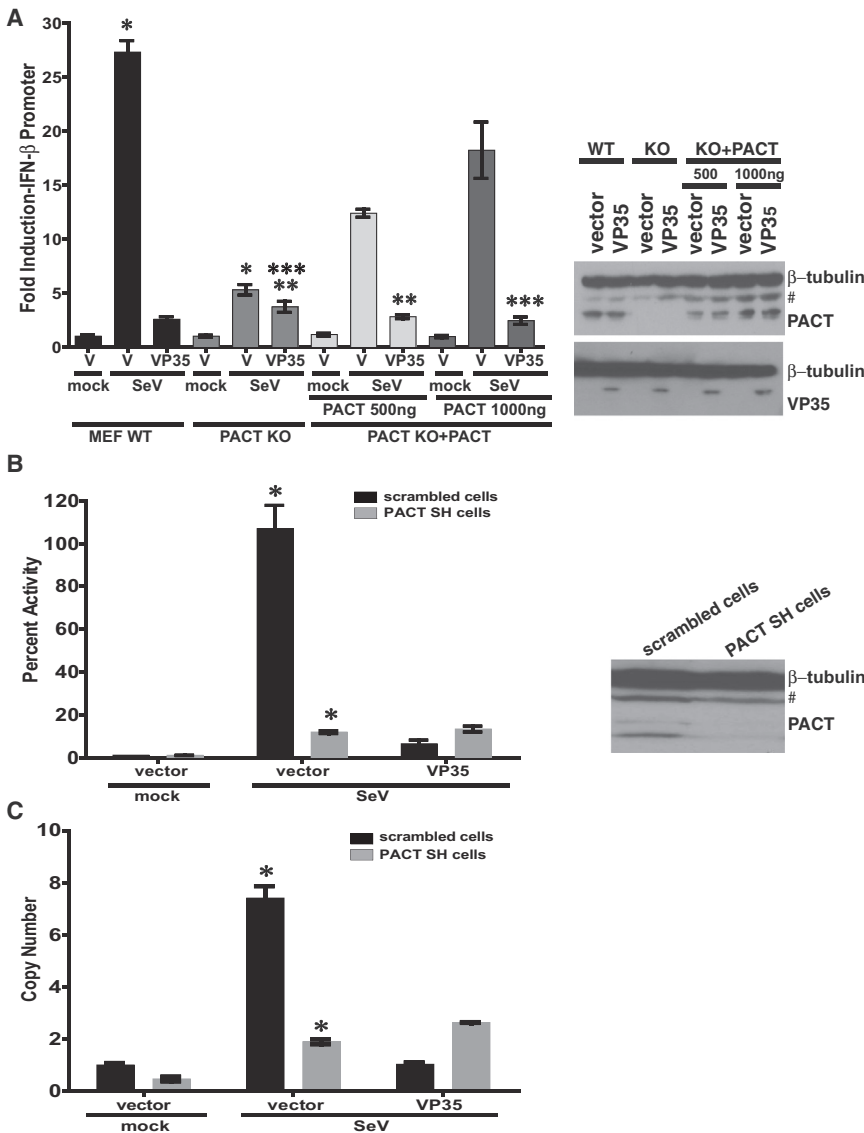 A
Fold Induction-IFN-β Promoter
30
25
20
15
10
5
0
*
*
***
**
**
***
V V VP35 V V VP35 V V VP35 V V VP35
mock SeV mock SeV mock SeV mock SeV
PACT 500ng PACT 1000ng
MEF WT PACT KO PACT KO+PACT
WT KO KO+PACT
500 1000ng
vector VP35 vector VP35 vector VP35 vector VP35
β–tubulin
#
PACT
β–tubulin
VP35
B
Percent Activity
120
100
80
60
40
20
0
*
*
scrambled cells
PACT SH cells
vector vector VP35
mock SeV
scrambled cells PACT SH cells
β–tubulin
#
PACT
C
Copy Number
10
8
6
4
2
0
*
*
scrambled cells
PACT SH cells
vector vector VP35
mock SeV